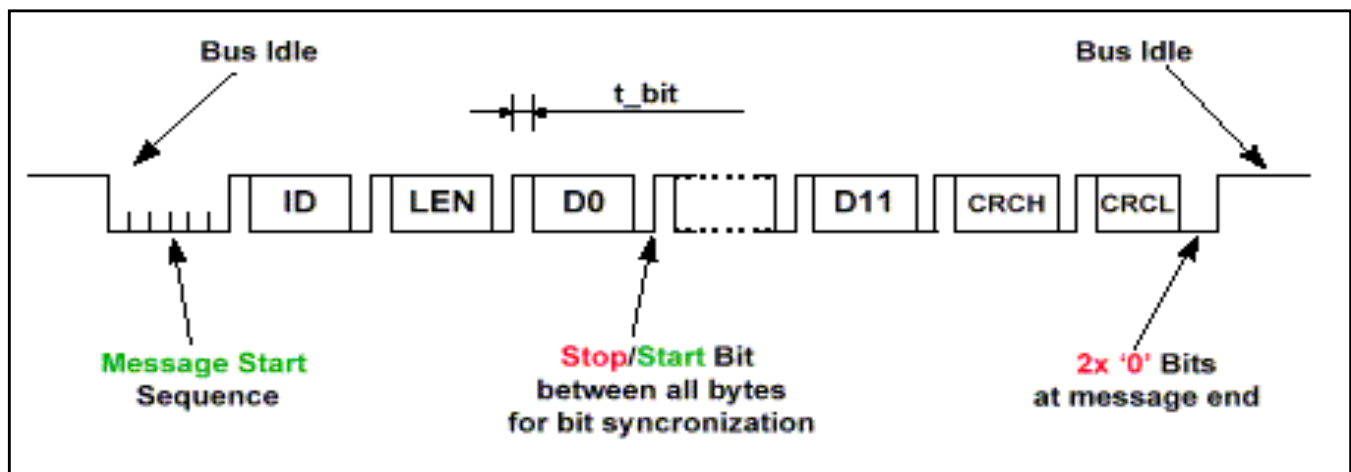 Bus Idle
Bus Idle
t_bit
ID
LEN
D0
D11
CRCH
CRCL
Message Start
Sequence
Stop/Start Bit
between all bytes
for bit syncronization
2x ‘0’ Bits
at message end